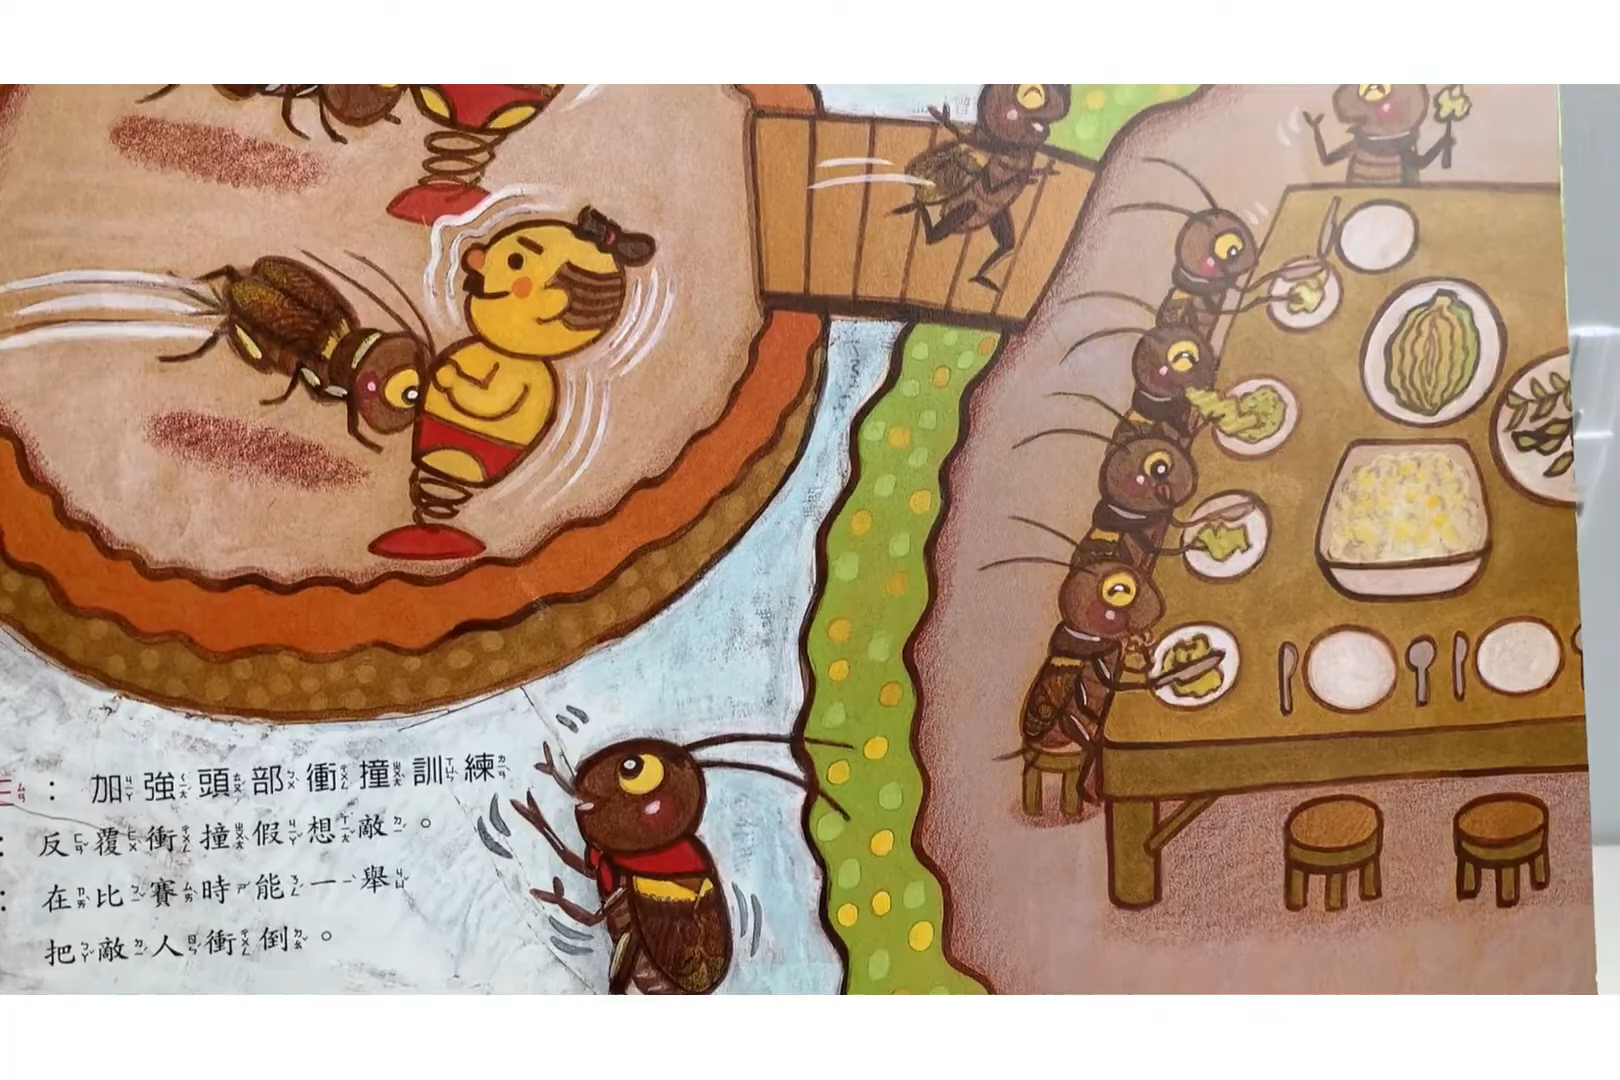 三：加強頭部衝撞訓練
：反覆衝撞假想敵。
：在比賽時能一舉
把敵人衝倒。